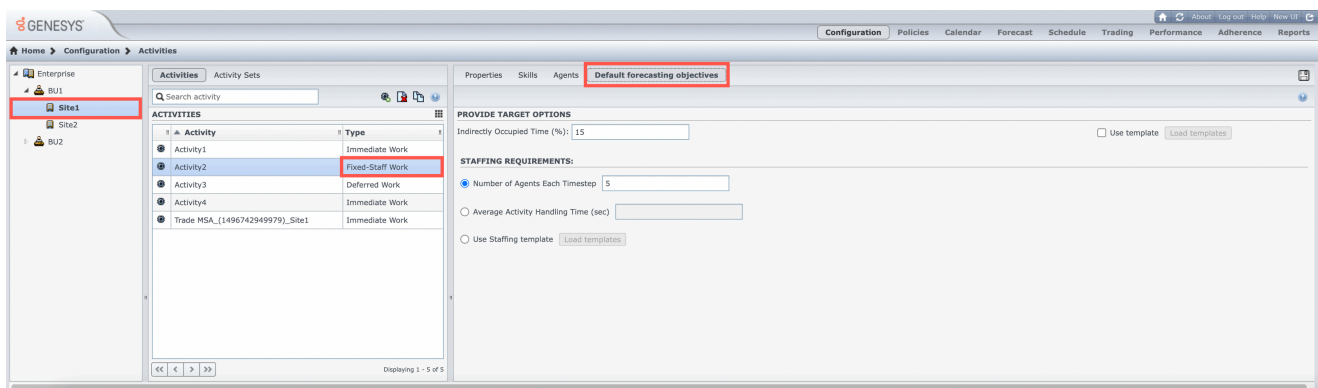 GENESYS
About Log out Help New UI
Configuration Policies Calendar Forecast Schedule Trading Performance Adherence Reports
Home Configuration Activities
Enterprise
BU1
Site1
Site2
BU2
Activities Activity Sets
Search activity
ACTIVITIES
Activity Type
Activity1 Immediate Work
Activity2 Fixed-Staff Work
Activity3 Deferred Work
Activity4 Immediate Work
Trade MSA_(1496742949979)_Site1 Immediate Work
<< < > >> Displaying 1 - 5 of 5
Properties Skills Agents Default forecasting objectives
PROVIDE TARGET OPTIONS
Indirectly Occupied Time (%): 15 Use template Load templates
STAFFING REQUIREMENTS:
Number of Agents Each Timestep 5
Average Activity Handling Time (sec)
Use Staffing template Load templates